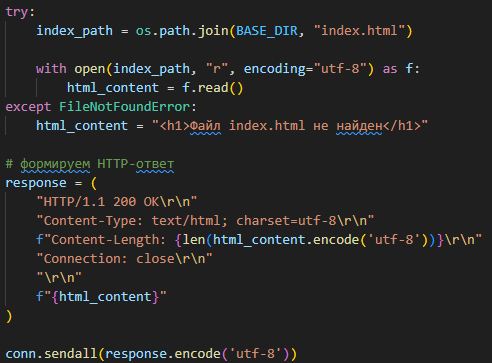 try:
    index_path = os.path.join(BASE_DIR, "index.html")

    with open(index_path, "r", encoding="utf-8") as f:
        html_content = f.read()
except FileNotFoundError:
    html_content = "<h1>Файл index.html не найден</h1>"

# формируем HTTP-ответ
response = (
    "HTTP/1.1 200 OK\r\n"
    "Content-Type: text/html; charset=utf-8\r\n"
    f"Content-Length: {len(html_content.encode('utf-8'))}\r\n"
    "Connection: close\r\n"
    "\r\n"
    f"{html_content}"
)

conn.sendall(response.encode('utf-8'))